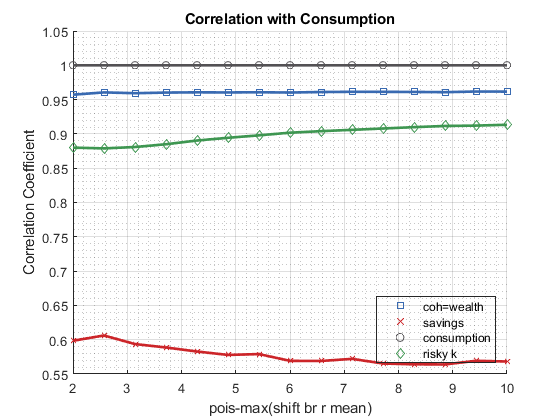 Correlation with Consumption
1.05
1
0.95
0.9
0.85
0.8
0.75
0.7
0.65
0.6
0.55
Correlation Coefficient
coh=wealth
savings
consumption
risky k
2 3 4 5 6 7 8 9 10
pois-max(shift br r mean)